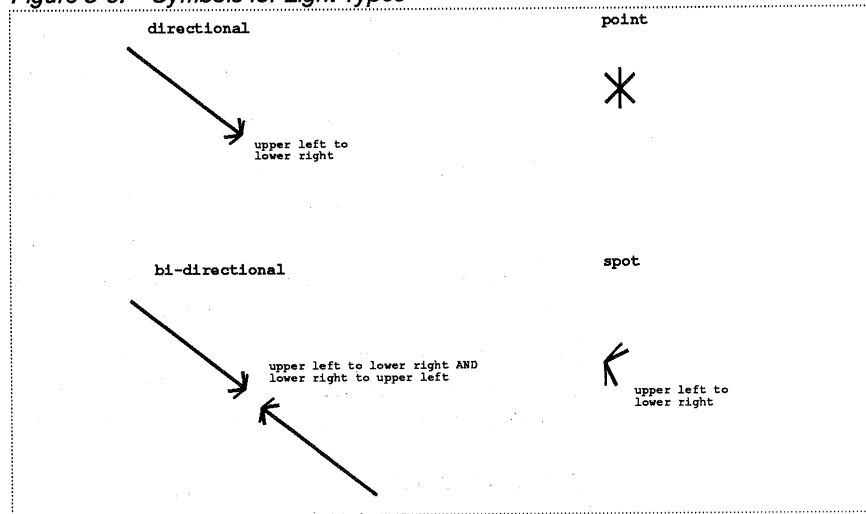 directional
point
upper left to
lower right
bi-directional
spot
upper left to lower right AND
lower right to upper left
upper left to
lower right